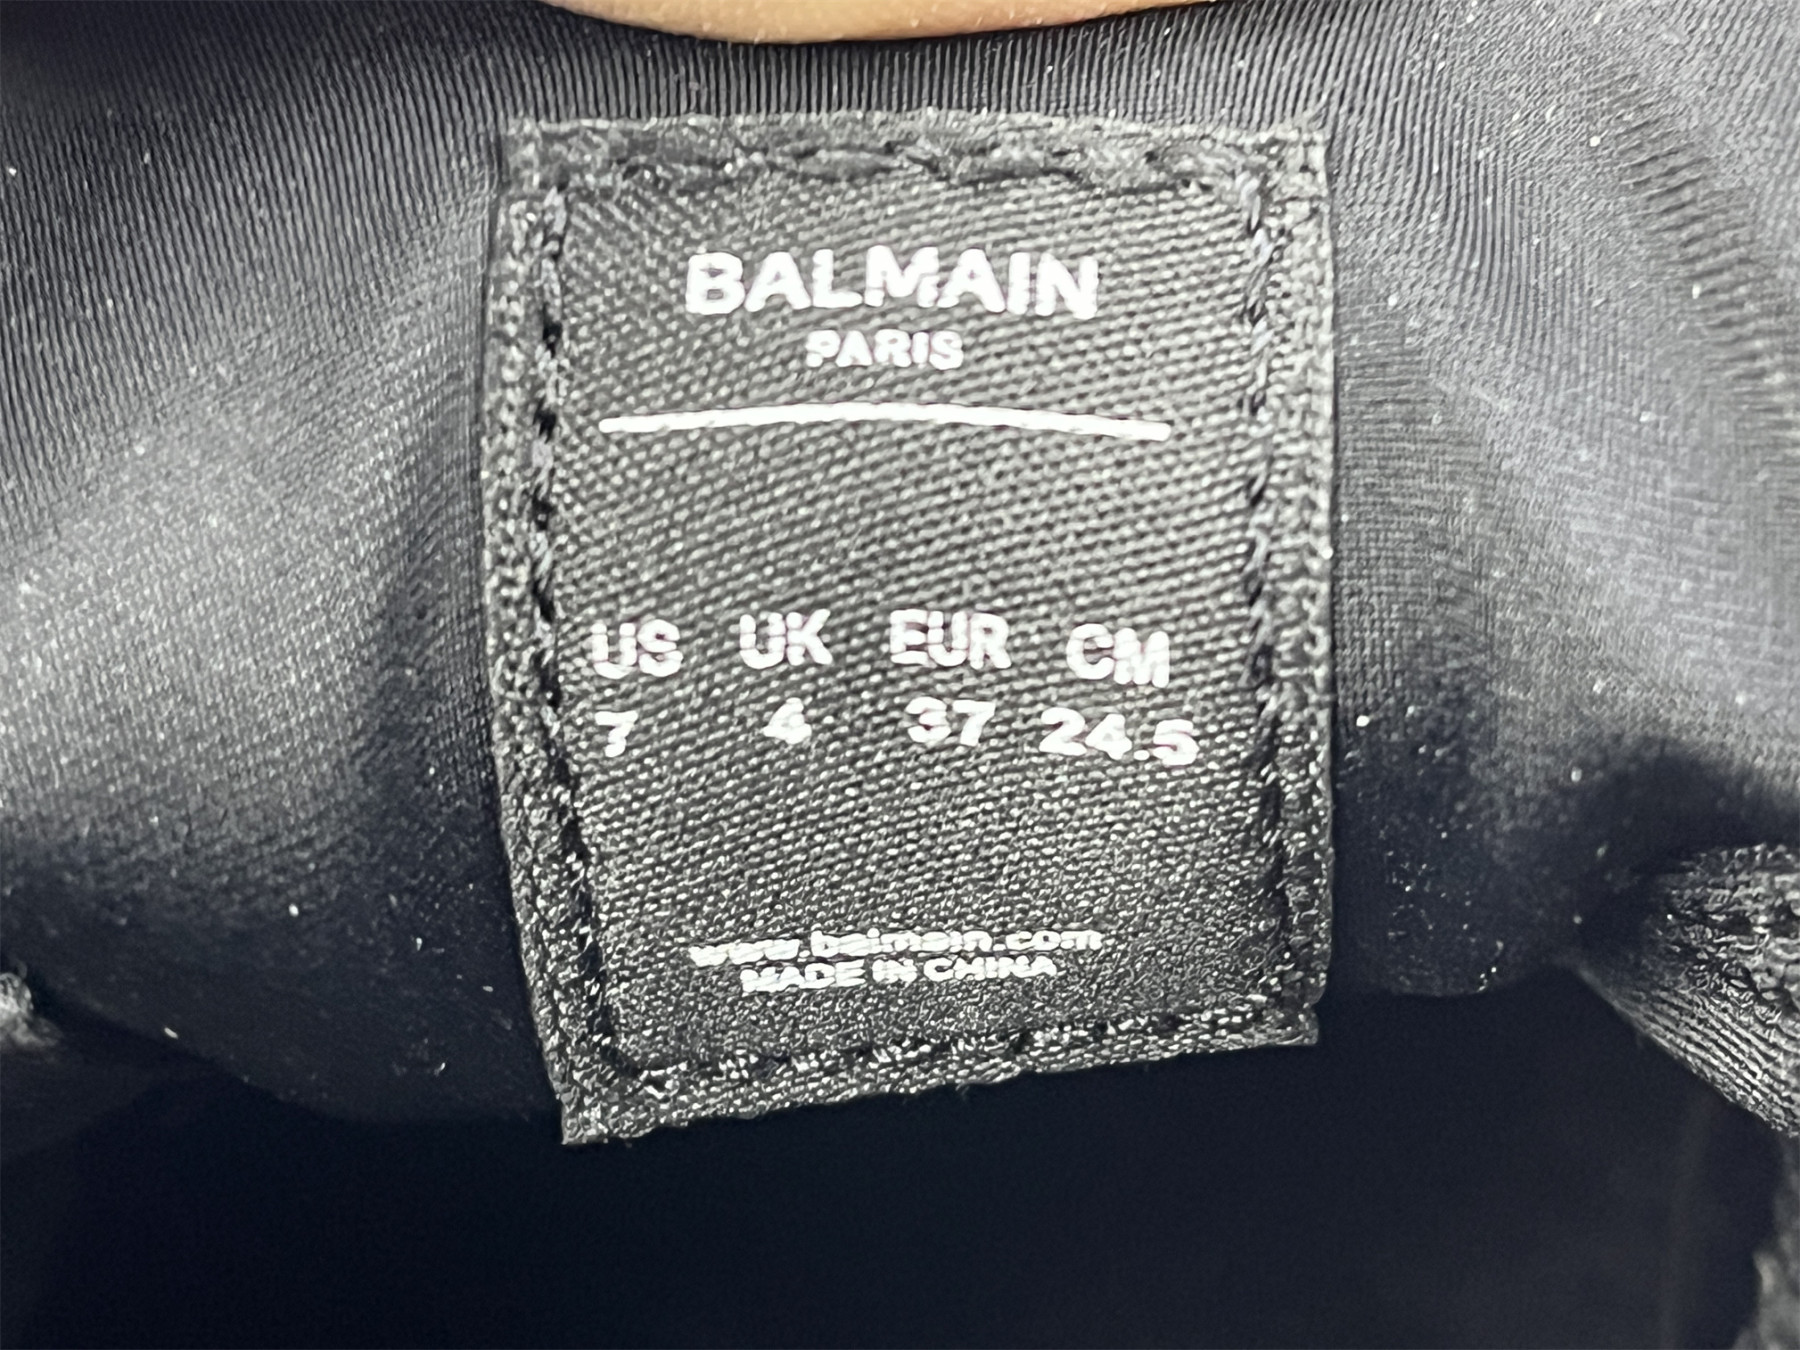 BALMAIN
PARIS
US UK EUR CM
7 4 37 24.5
www.balmain.com
MADE IN CHINA